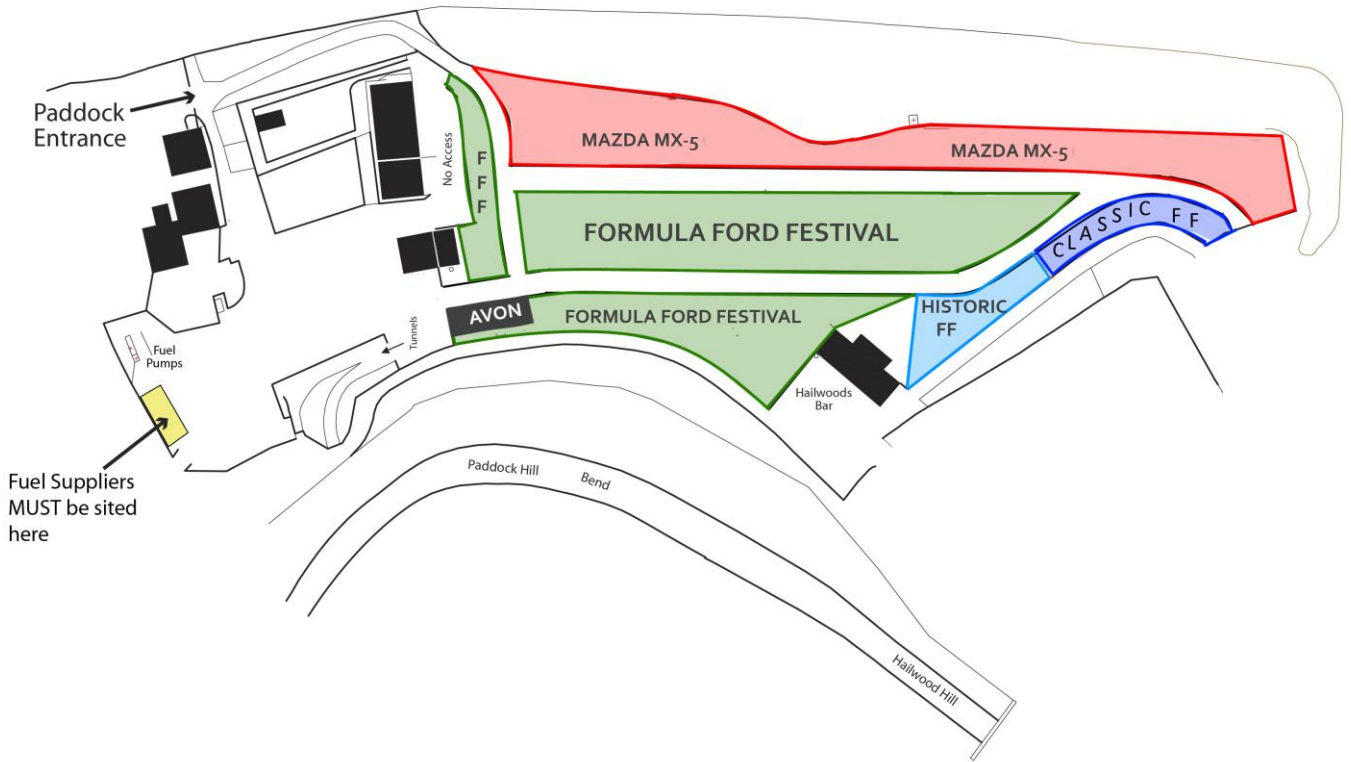 Paddock
Entrance
No Access
F
F
F
MAZDA MX-5
MAZDA MX-5
FORMULA FORD FESTIVAL
CLASSIC FF
HISTORIC
FF
AVON
FORMULA FORD FESTIVAL
Tunnels
Fuel
Pumps
Hailwoods
Bar
Fuel Suppliers
MUST be sited
here
Paddock Hill
Bend
Hailwood Hill